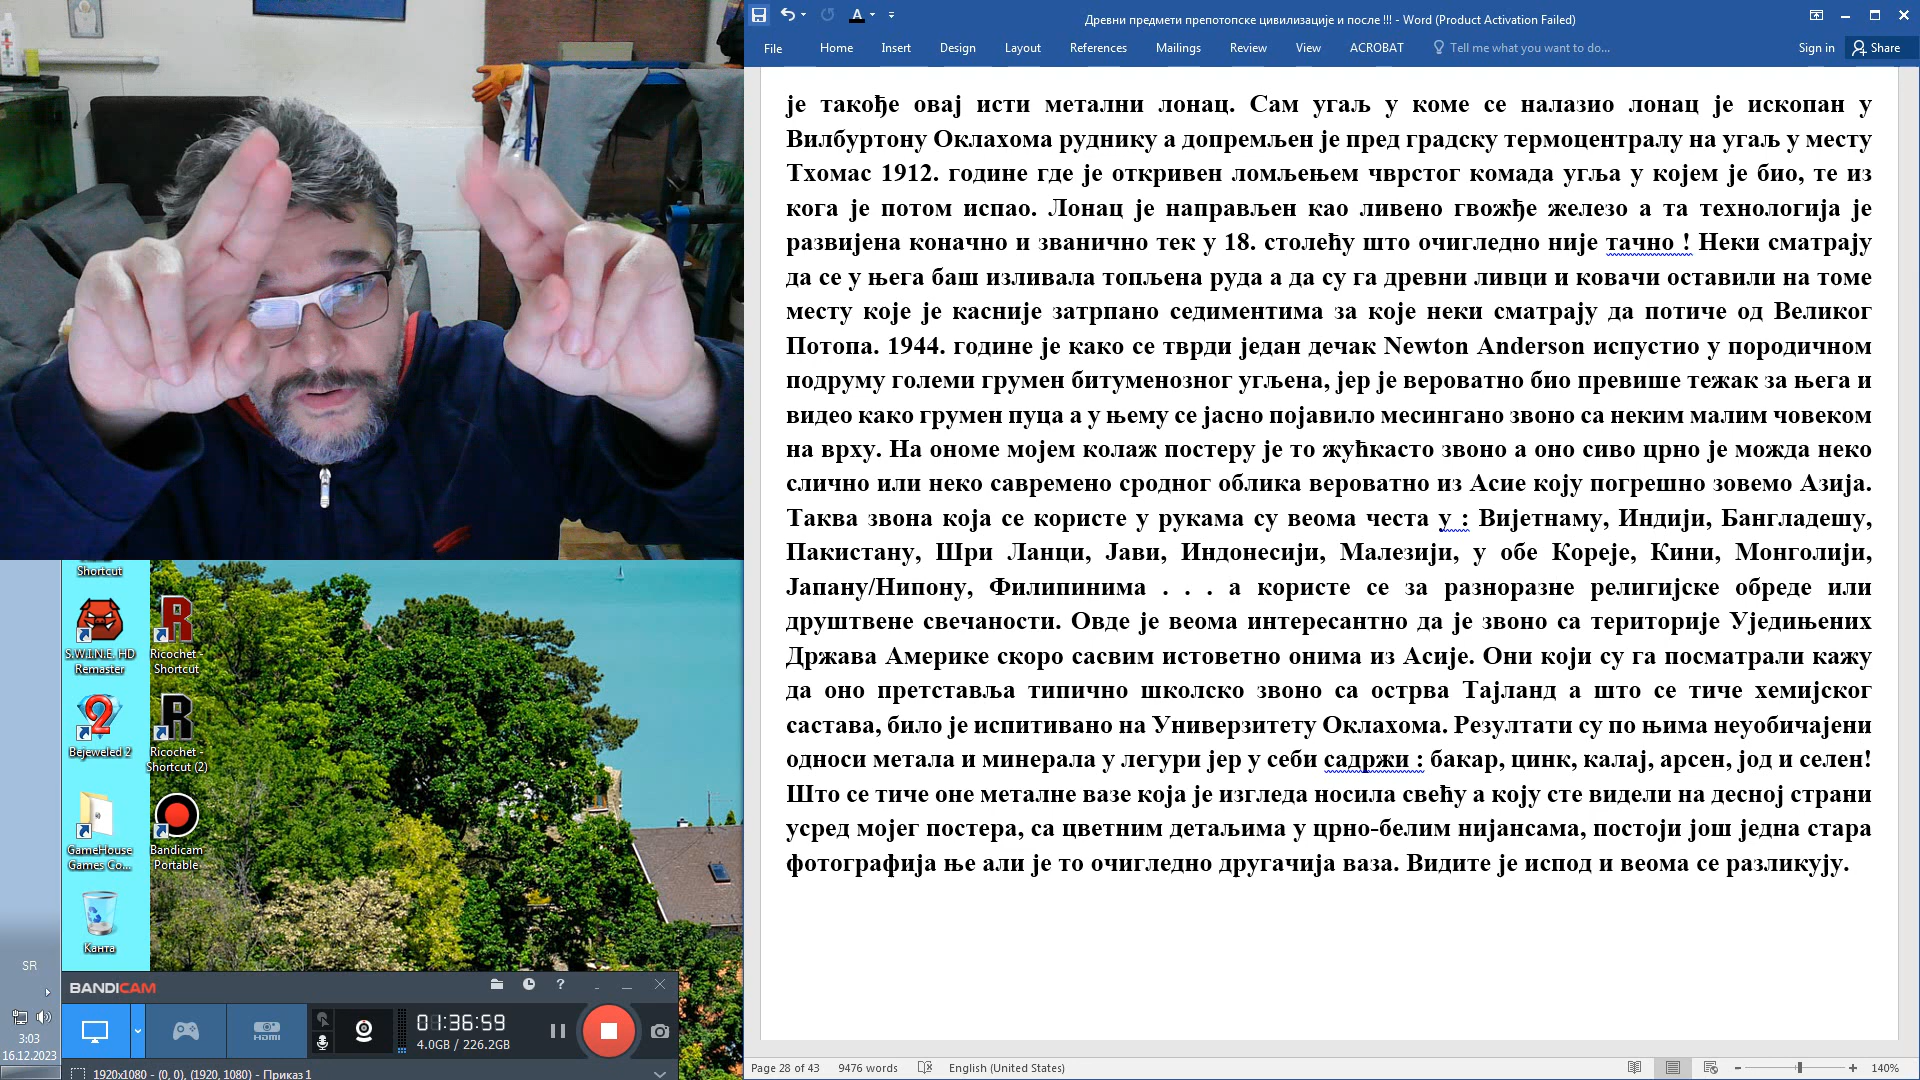 Древни предмети препотопске цивилизације и после !!! - Word (Product Activation Failed)
File Home Insert Design Layout References Mailings Review View ACROBAT Tell me what you want to do... Sign in Share
је такође овај исти метални лонац. Сам угаљ у коме се налазио лонац је ископан у
Вилбуртону Оклахома руднику а допремљен је пред градску термоцентралу на угаљ у месту
Тхомас 1912. године где је откривен ломљењем чврстог комада угља у којем је био, те из
кога је потом испао. Лонац је направљен као ливено гвожђе железо а та технологија је
развијена коначно и званично тек у 18. столећу што очигледно није тачно ! Неки сматрају
да се у њега баш изливала топљена руда а да су га древни ливци и ковачи оставили на томе
месту које је касније затрпано седиментима за које неки сматрају да потиче од Великог
Потопа. 1944. године је како се тврди један дечак Newton Anderson испустио у породичном
подруму големи грумен битуменозног угљена, јер је вероватно био превише тежак за њега и
видео како грумен пуца а у њему се јасно појавило месингано звоно са неким малим човеком
на врху. На ономе мојем колаж постеру је то жућкасто звоно а оно сиво црно је можда неко
слично или неко савремено сродног облика вероватно из Асие коју погрешно зовемо Азија.
Таква звона која се користе у рукама су веома честа у : Вијетнаму, Индији, Бангладешу,
Пакистану, Шри Ланци, Јави, Индонесији, Малезији, у обе Кореје, Кини, Монголији,
Јапану/Нипону, Филипинима . . . а користе се за разноразне религијске обреде или
друштвене свечаности. Овде је веома интересантно да је звоно са територије Уједињених
Држава Америке скоро сасвим истоветно онима из Асије. Они који су га посматрали кажу
да оно претставља типично школско звоно са острва Тајланд а што се тиче хемијског
састава, било је испитивано на Универзитету Оклахома. Резултати су по њима неуобичајени
односи метала и минерала у легури јер у себи садржи : бакар, цинк, калај, арсен, јод и селен!
Што се тиче оне металне вазе која је изгледа носила свећу а коју сте видели на десној страни
усред мојег постера, са цветним детаљима у црно-белим нијансама, постоји још једна стара
фотографија ње али је то очигледно другачија ваза. Видите је испод и веома се разликују.
Page 28 of 43 9476 words English (United States) 140%
Shortcut
S.W.I.N.E. HD
Remaster
Ricochet -
Shortcut
Bejeweled 2
Ricochet -
Shortcut (2)
GameHouse
Games Co...
Bandicam
Portable
Канта
SR
3:03
16.12.2023
BANDICAM
HDMI
01:36:59
4.0GB / 226.2GB
1920x1080 - (0, 0), (1920, 1080) - Приказ 1